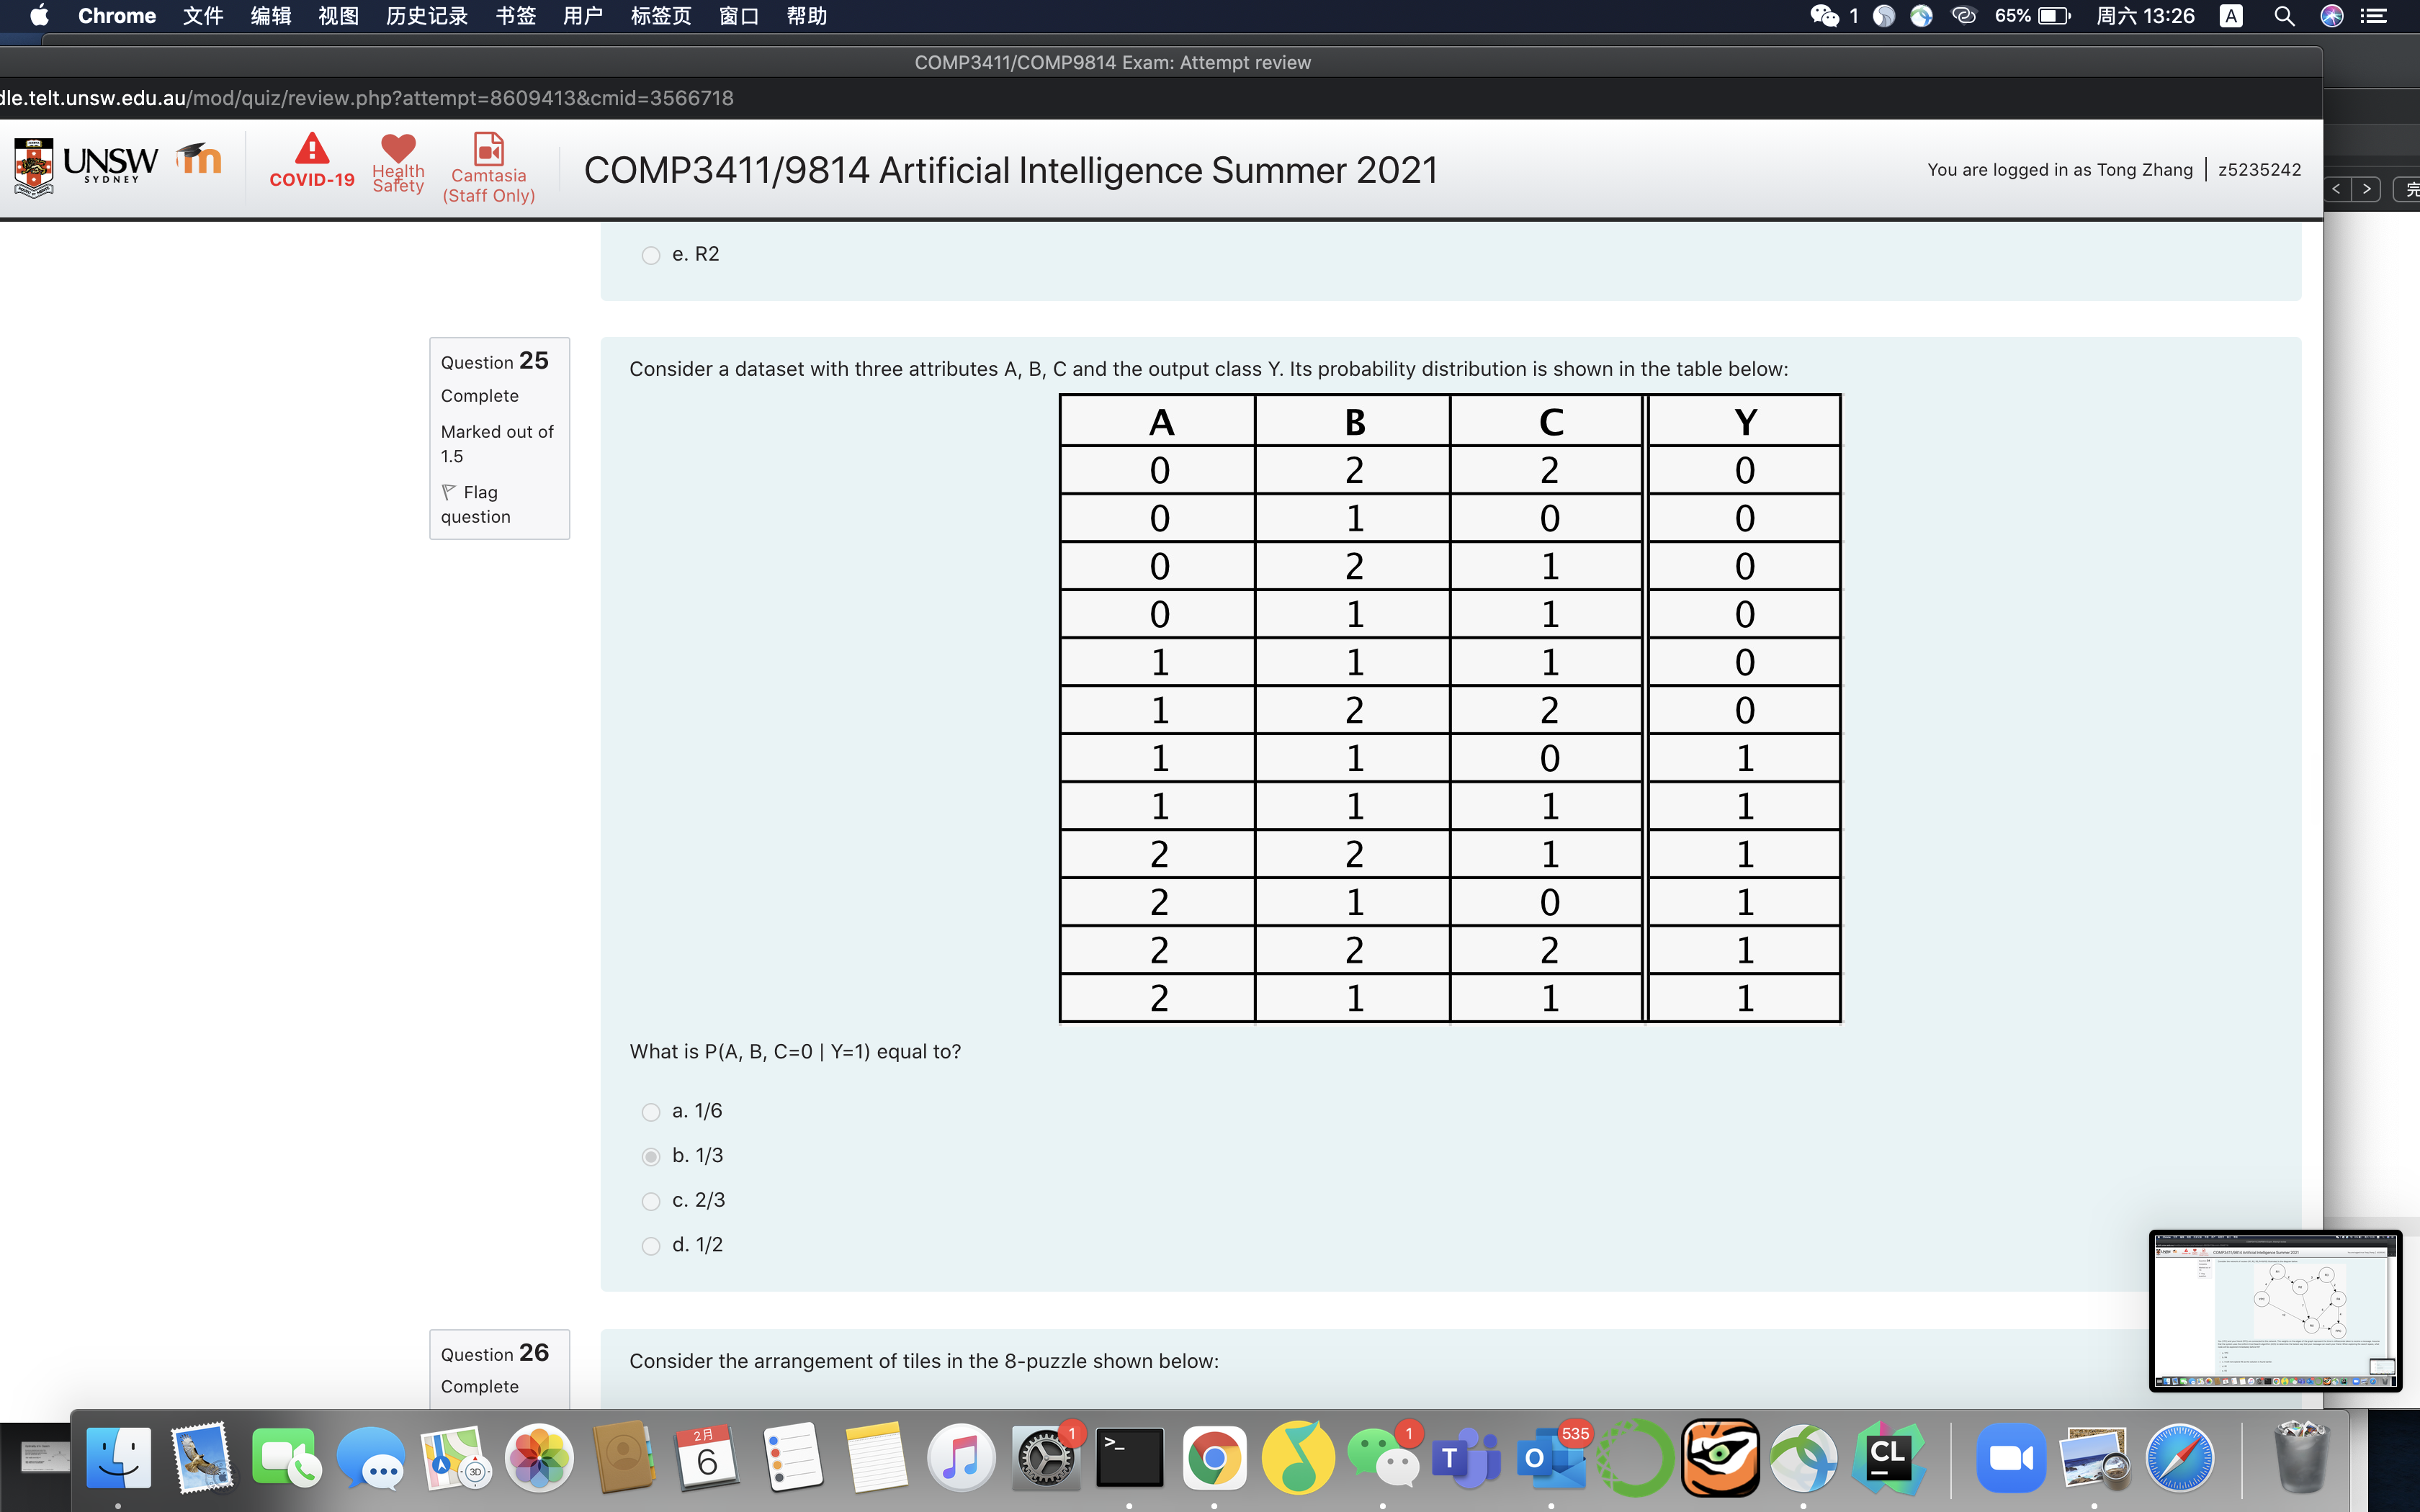 Chrome 文件 编辑 视图 历史记录 书签 用户 标签页 窗口 帮助 1 65% 周六 13:26 A
COMP3411/COMP9814 Exam: Attempt review
dle.telt.unsw.edu.au/mod/quiz/review.php?attempt=8609413&cmid=3566718
UNSW
SYDNEY
COVID-19
Health
Safety
Camtasia
(Staff Only)
COMP3411/9814 Artificial Intelligence Summer 2021
You are logged in as Tong Zhang | z5235242
< > 完
e. R2
Question 25
Complete
Marked out of
1.5
Flag
question
Consider a dataset with three attributes A, B, C and the output class Y. Its probability distribution is shown in the table below:
A B C Y
0 2 2 0
0 1 0 0
0 2 1 0
0 1 1 0
1 1 1 0
1 2 2 0
1 1 0 1
1 1 1 1
2 2 1 1
2 1 0 1
2 2 2 1
2 1 1 1
What is P(A, B, C=0 | Y=1) equal to?
a. 1/6
b. 1/3
c. 2/3
d. 1/2
Question 26
Complete
Consider the arrangement of tiles in the 8-puzzle shown below:
3D
2月
6
1
>_
1
T
O
535
CL